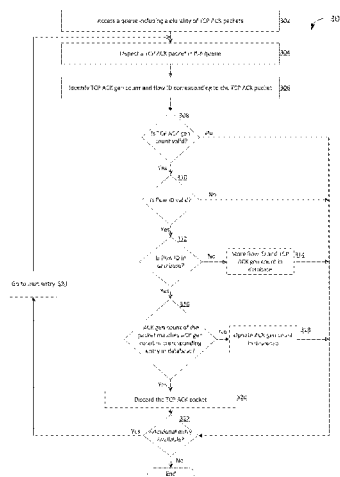 Access a queue including a plurality of TCP ACK packets
302
Inspect a TCP ACK packet in the queue
304
Identify TCP ACK gen count and flow ID corresponding to the TCP ACK packet
306
308
Is TCP ACK gen
count valid?
No
Yes
310
Is flow ID valid?
No
Yes
312
Is flow ID in
database?
No
Store flow ID and TCP
ACK gen count in
database
314
Yes
Go to next entry
316
ACK gen count of the
packet matches ACK gen
count in corresponding
entry in database?
No
Update ACK gen count
in database
318
Yes
Discard the TCP ACK packet
Additional entry
available?
Yes
No
End